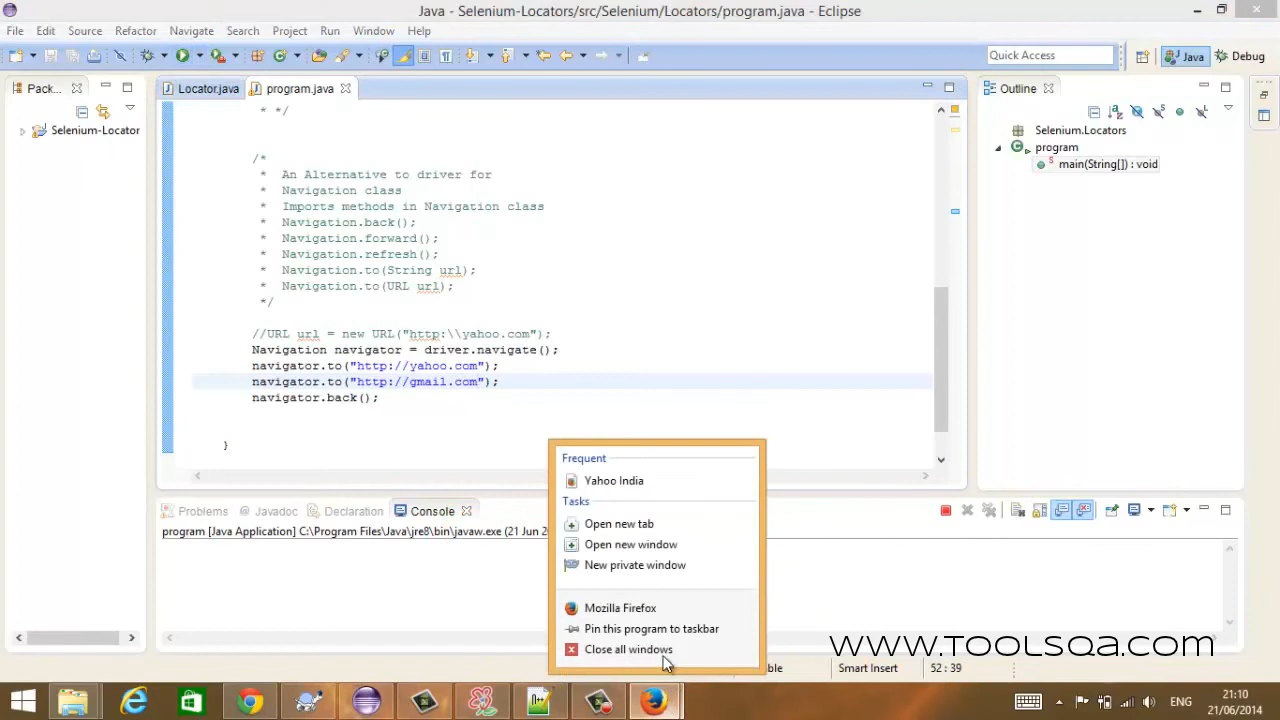 Java - Selenium-Locators/src/Selenium/Locators/program.java - Eclipse
File Edit Source Refactor Navigate Search Project Run Window Help
Quick Access
Java
Debug
Pack...
Locator.java
program.java
Outline
Selenium-Locator
Selenium.Locators
program
main(String[]) : void
* */
/*
* An Alternative to driver for
* Navigation class
* Imports methods in Navigation class
* Navigation.back();
* Navigation.forward();
* Navigation.refresh();
* Navigation.to(String url);
* Navigation.to(URL url);
*/
//URL url = new URL("http:\\yahoo.com");
Navigation navigator = driver.navigate();
navigator.to("http://yahoo.com");
navigator.to("http://gmail.com");
navigator.back();
}
Frequent
Yahoo India
Tasks
Open new tab
Open new window
New private window
Mozilla Firefox
Pin this program to taskbar
Close all windows
Problems @ Javadoc Declaration Console
program [Java Application] C:\Program Files\Java\jre8\bin\javaw.exe (21 Jun 20
www.TOOLSQA.com
Smart Insert
52 : 39
ENG
21:10
21/06/2014